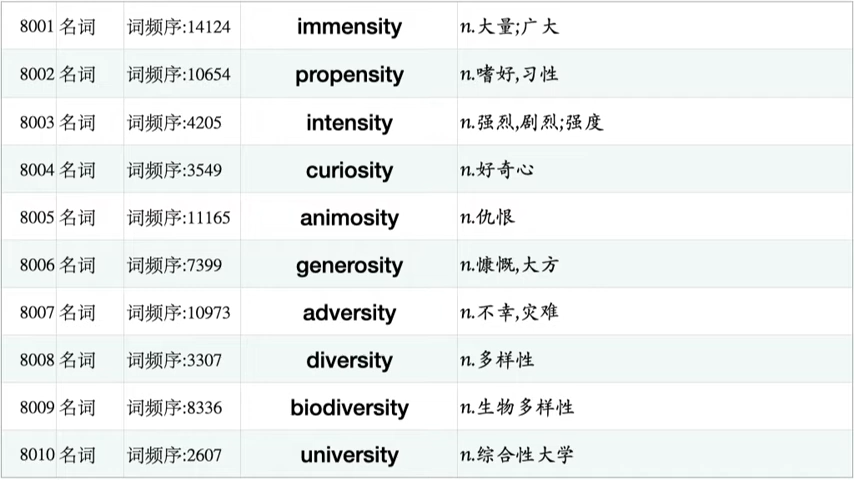 8001 名词 词频序:14124 immensity n.大量;广大
8002 名词 词频序:10654 propensity n.嗜好,习性
8003 名词 词频序:4205 intensity n.强烈,剧烈;强度
8004 名词 词频序:3549 curiosity n.好奇心
8005 名词 词频序:11165 animosity n.仇恨
8006 名词 词频序:7399 generosity n.慷慨,大方
8007 名词 词频序:10973 adversity n.不幸,灾难
8008 名词 词频序:3307 diversity n.多样性
8009 名词 词频序:8336 biodiversity n.生物多样性
8010 名词 词频序:2607 university n.综合性大学